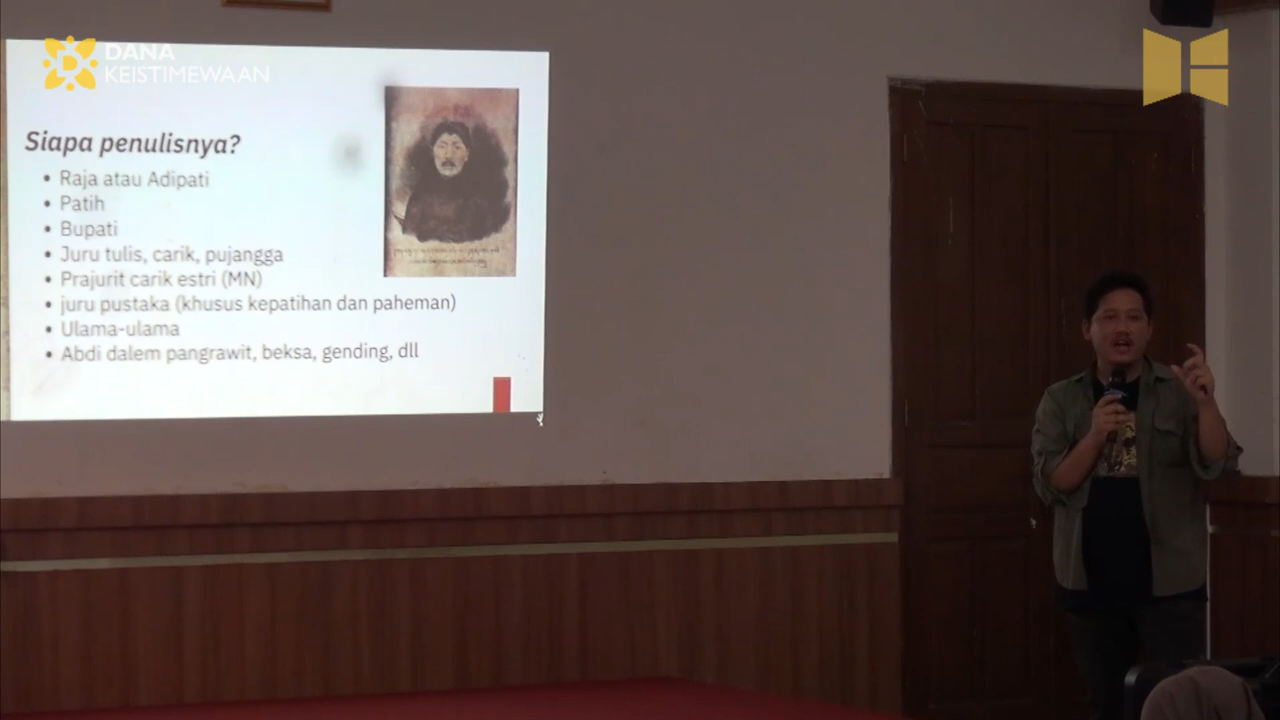 DANA
KEISTIMEWAAN
Siapa penulisnya?
• Raja atau Adipati
• Patih
• Bupati
• Juru tulis, carik, pujangga
• Prajurit carik estri (MN)
• juru pustaka (khusus kepatihan dan paheman)
• Ulama-ulama
• Abdi dalem pangrawit, beksa, gending, dll